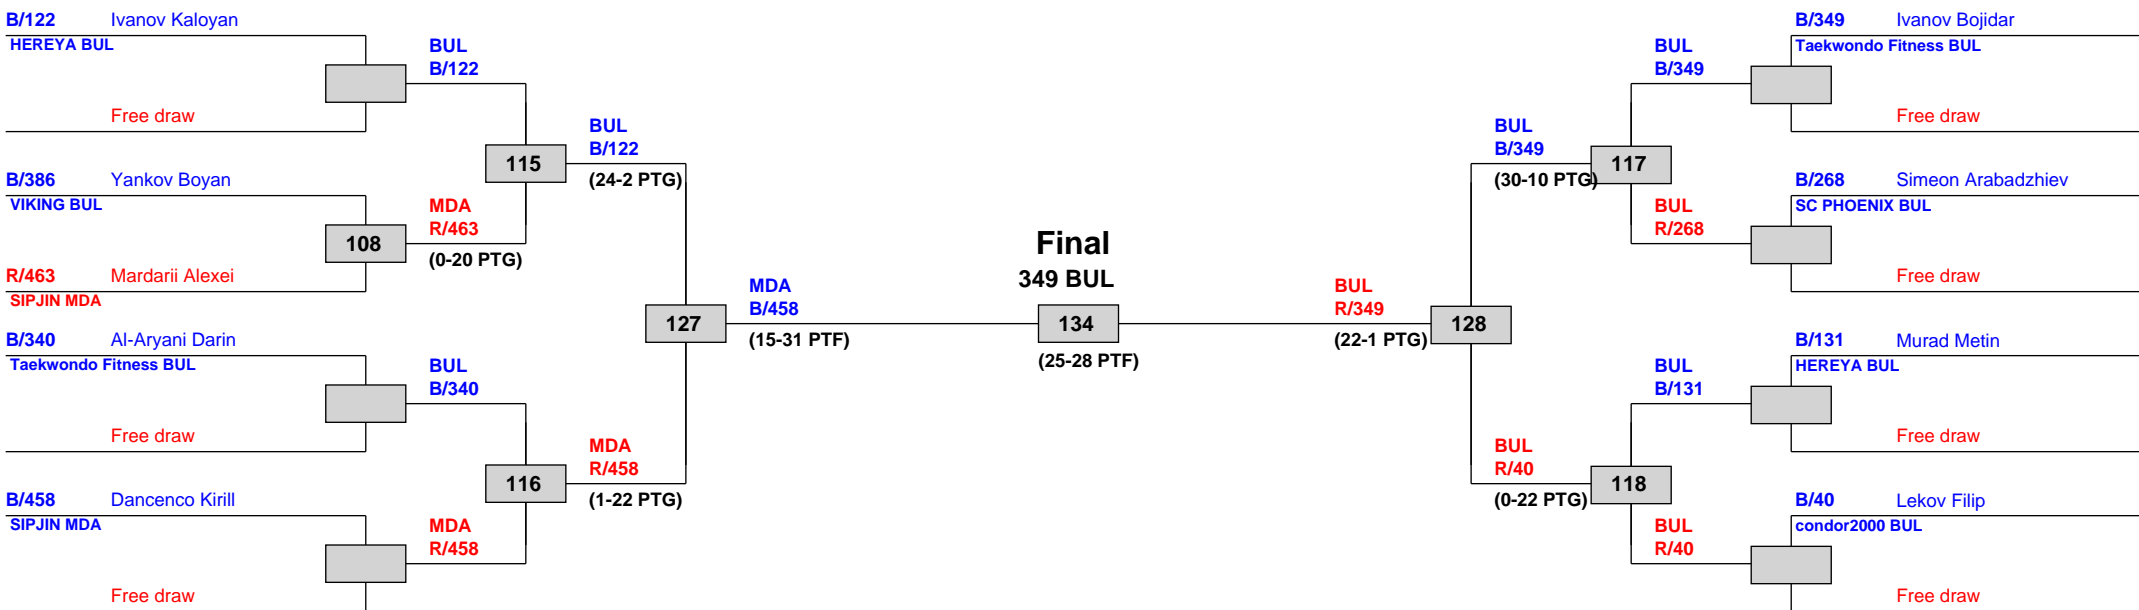 B/122 Ivanov Kaloyan
HEREYA BUL
Free draw
B/386 Yankov Boyan
VIKING BUL
R/463 Mardarii Alexei
SIPJIN MDA
B/340 Al-Aryani Darin
Taekwondo Fitness BUL
Free draw
B/458 Dancenco Kirill
SIPJIN MDA
Free draw
BUL
B/122
108
MDA
R/463
(0-20 PTG)
BUL
B/340
MDA
R/458
115
BUL
B/122
(24-2 PTG)
116
MDA
R/458
(1-22 PTG)
127
MDA
B/458
(15-31 PTF)
Final
349 BUL
134
(25-28 PTF)
BUL
R/349
(22-1 PTG)
128
BUL
B/349
(30-10 PTG)
117
BUL
R/40
(0-22 PTG)
118
BUL
B/349
BUL
R/268
BUL
B/131
BUL
R/40
B/349 Ivanov Bojidar
Taekwondo Fitness BUL
Free draw
B/268 Simeon Arabadzhiev
SC PHOENIX BUL
Free draw
B/131 Murad Metin
HEREYA BUL
Free draw
B/40 Lekov Filip
condor2000 BUL
Free draw